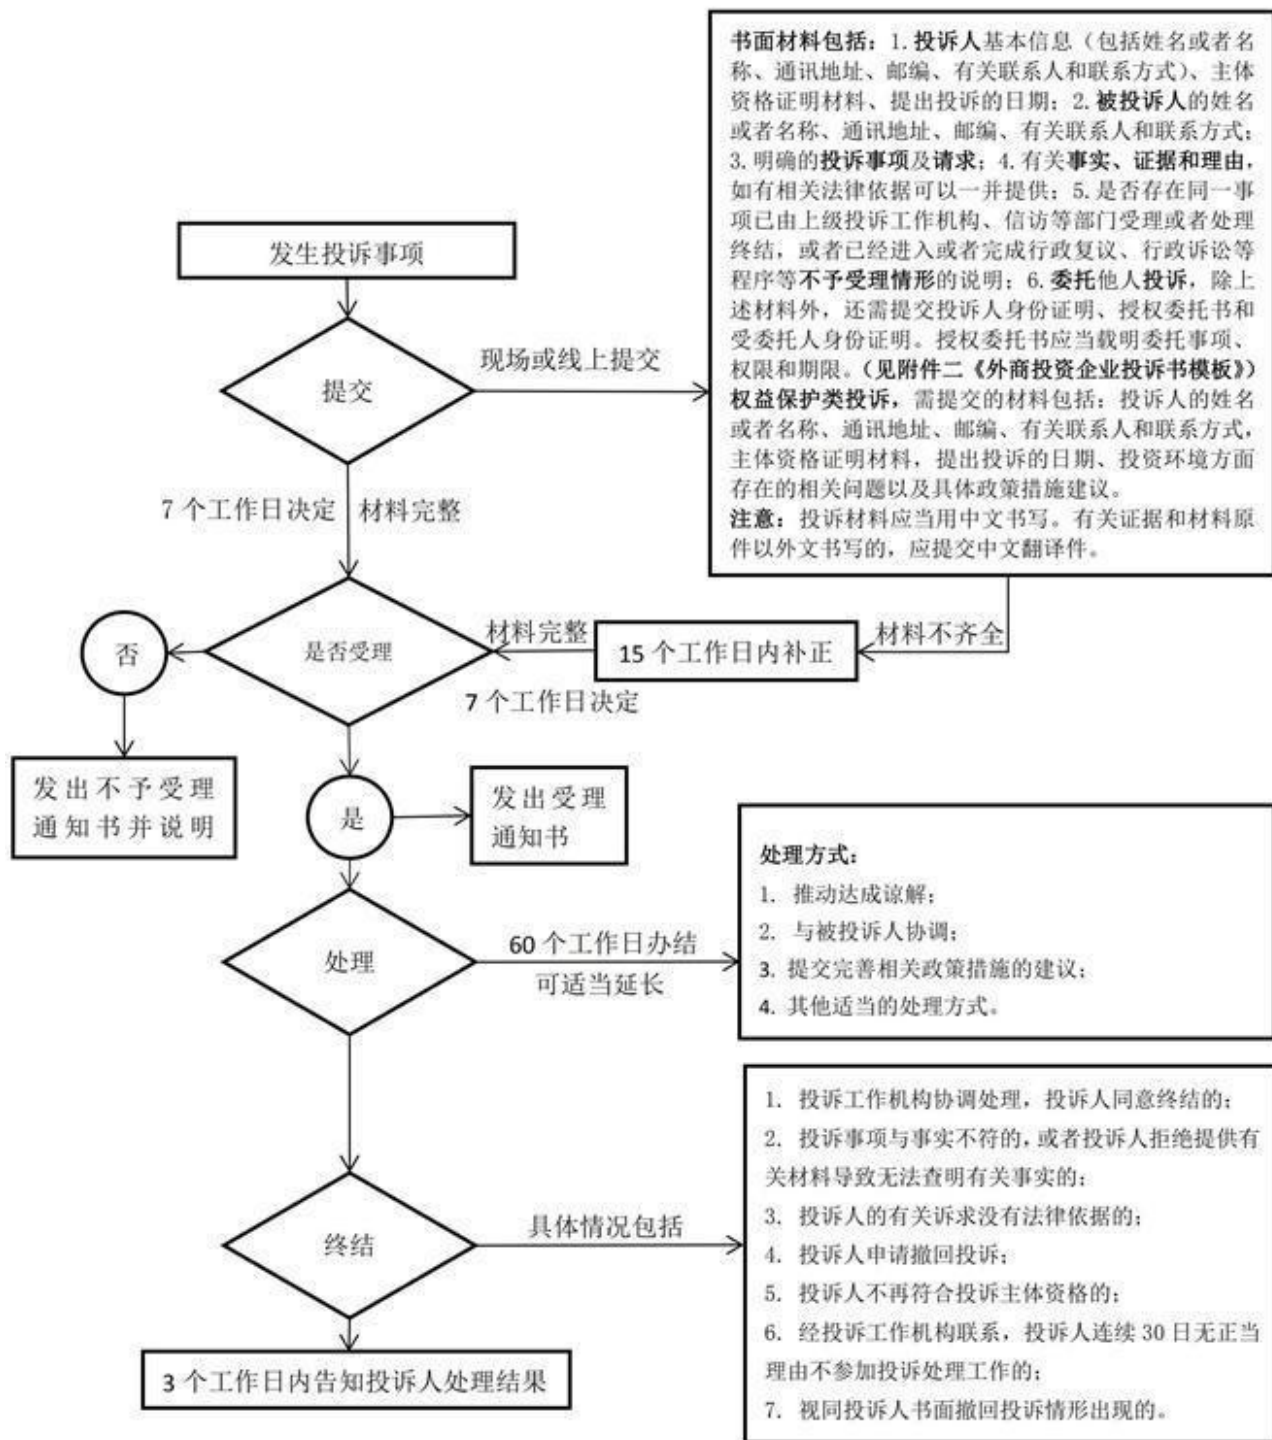 书面材料包括：1.投诉人基本信息（包括姓名或者名
称、通讯地址、邮编、有关联系人和联系方式）、主体
资格证明材料、提出投诉的日期；2.被投诉人的姓名
或者名称、通讯地址、邮编、有关联系人和联系方式；
3.明确的投诉事项及请求；4.有关事实、证据和理由，
如有相关法律依据可以一并提供；5.是否存在同一事
项已由上级投诉工作机构、信访等部门受理或者处理
终结，或者已经进入或者完成行政复议、行政诉讼等
程序等不予受理情形的说明；6.委托他人投诉，除上
述材料外，还需提交投诉人身份证明、授权委托书和
受委托人身份证明。授权委托书应当载明委托事项、
权限和期限。（见附件二《外商投资企业投诉书模板》）
权益保护类投诉，需提交的材料包括：投诉人的姓名
或者名称、通讯地址、邮编、有关联系人和联系方式，
主体资格证明材料，提出投诉的日期、投资环境方面
存在的相关问题以及具体政策措施建议。
注意：投诉材料应当用中文书写。有关证据和材料原
件以外文书写的，应提交中文翻译件。
发生投诉事项
现场或线上提交
提交
7 个工作日决定
材料完整
否
是否受理
材料完整
15 个工作日内补正
材料不齐全
7 个工作日决定
发出不予受理
通知书并说明
是
发出受理
通知书
处理
60 个工作日办结
可适当延长
处理方式：
1. 推动达成谅解；
2. 与被投诉人协调；
3. 提交完善相关政策措施的建议；
4. 其他适当的处理方式。
终结
具体情况包括
1. 投诉工作机构协调处理，投诉人同意终结的；
2. 投诉事项与事实不符的，或者投诉人拒绝提供有
关材料导致无法查明有关事实的；
3. 投诉人的有关诉求没有法律依据的；
4. 投诉人申请撤回投诉；
5. 投诉人不再符合投诉主体资格的；
6. 经投诉工作机构联系，投诉人连续 30 日无正当
理由不参加投诉处理工作的；
7. 视同投诉人书面撤回投诉情形出现的。
3 个工作日内告知投诉人处理结果